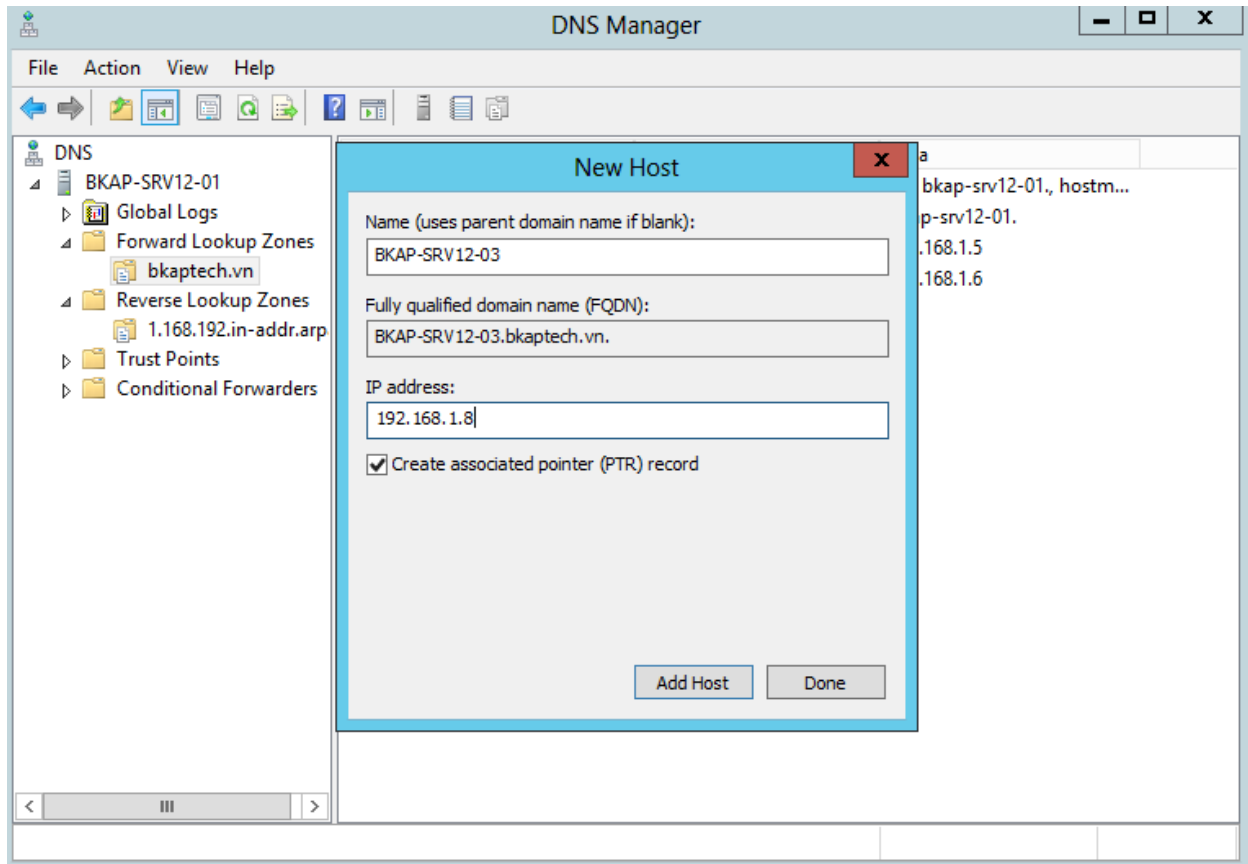 DNS Manager
File Action View Help
DNS
BKAP-SRV12-01
Global Logs
Forward Lookup Zones
bkaptech.vn
Reverse Lookup Zones
1.168.192.in-addr.arp
Trust Points
Conditional Forwarders
a
bkap-srv12-01., hostm...
p-srv12-01.
.168.1.5
.168.1.6
New Host
Name (uses parent domain name if blank):
BKAP-SRV12-03
Fully qualified domain name (FQDN):
BKAP-SRV12-03.bkaptech.vn.
IP address:
192.168.1.8
Create associated pointer (PTR) record
Add Host Done